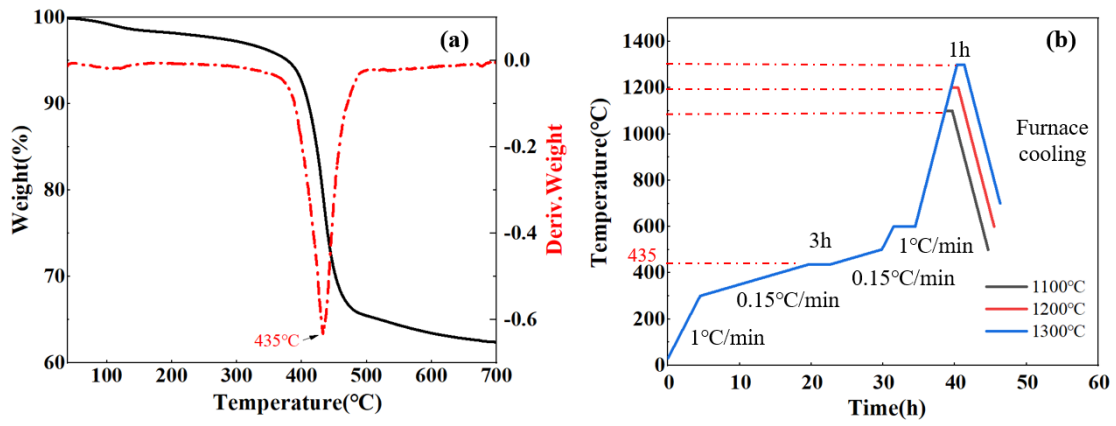 (a)
100
90
80
70
60
Weight(%)
100
200
300
400
500
600
700
Temperature(℃)
0.0
-0.2
-0.4
-0.6
Deriv.Weight
435℃
(b)
1400
1200
1000
800
600
435
400
200
0
Temperature(℃)
0
10
20
30
40
50
60
Time(h)
1h
Furnace
cooling
3h
1℃/min
0.15℃/min
0.15℃/min
1℃/min
1100℃
1200℃
1300℃